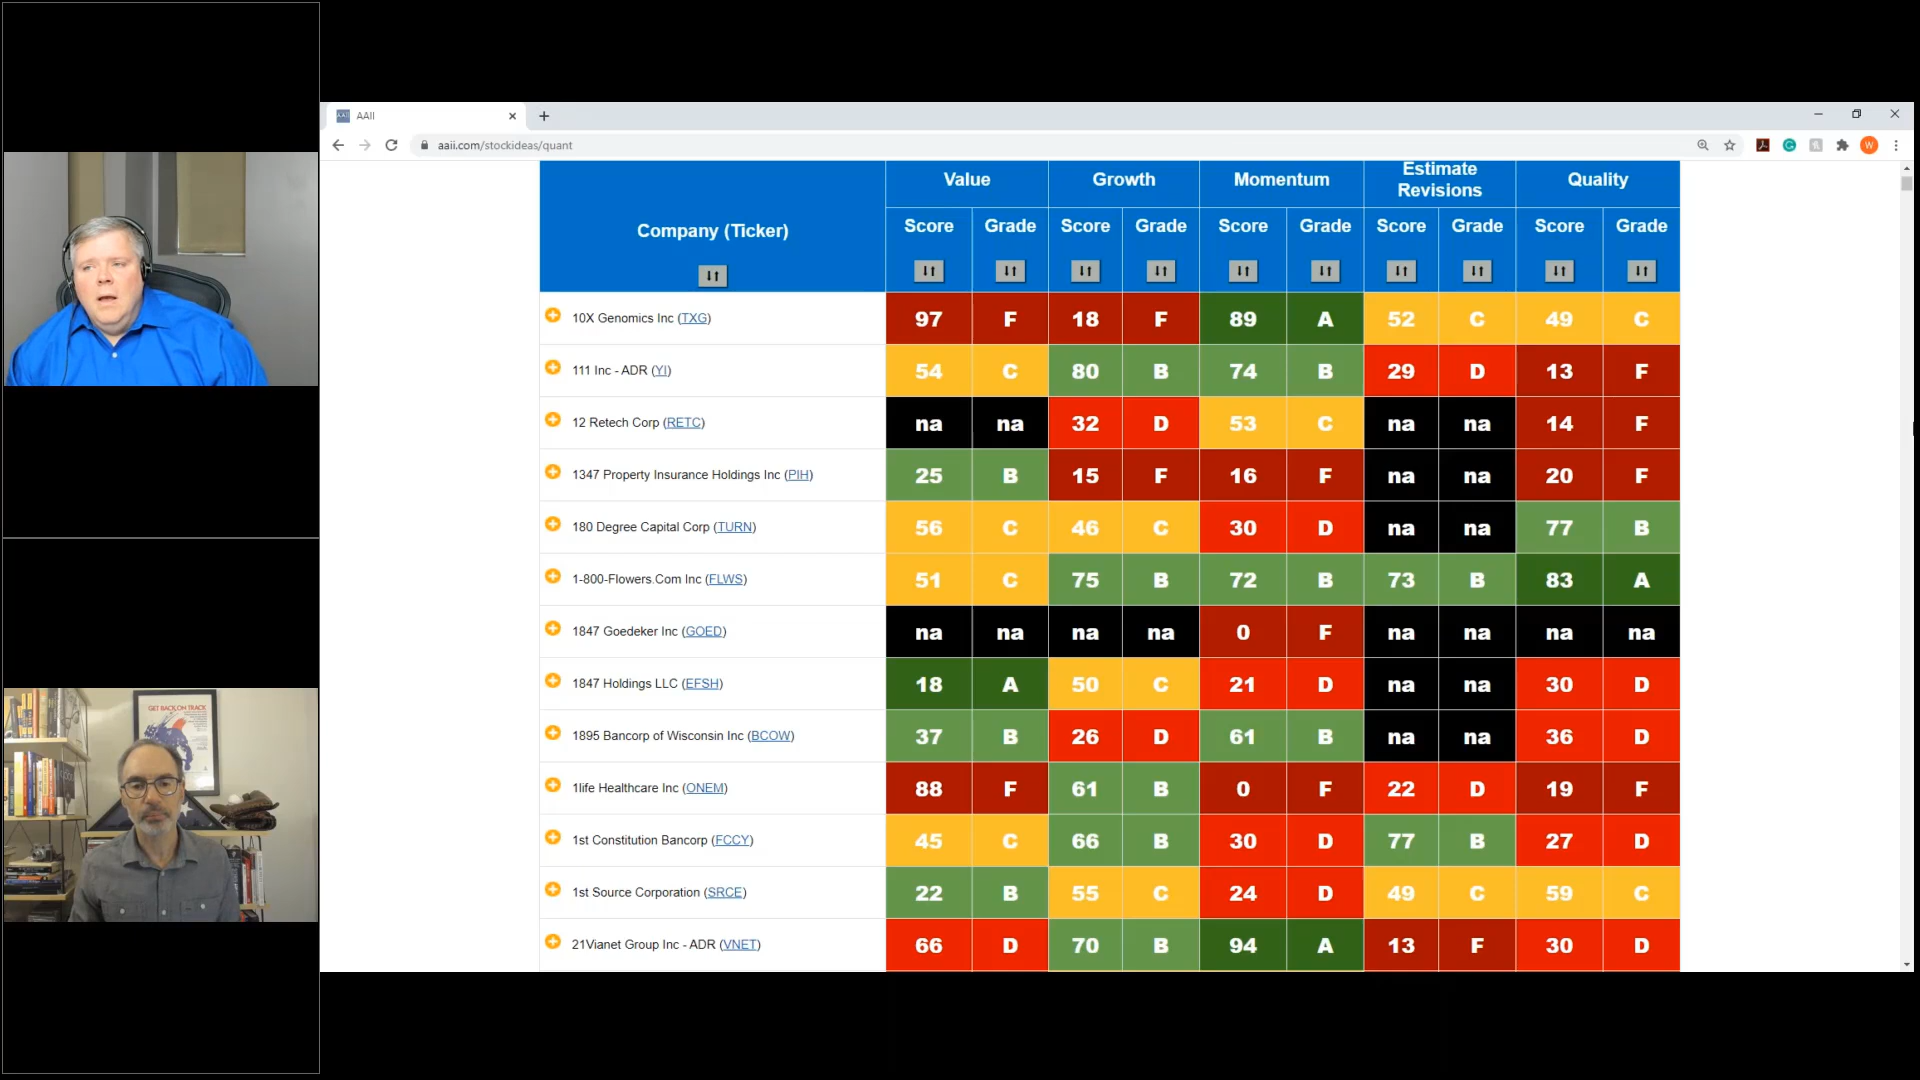 AAII
aaii.com/stockideas/quant
W
Company (Ticker) Value Growth Momentum Estimate Revisions Quality
Score Grade Score Grade Score Grade Score Grade Score Grade
10X Genomics Inc (TXG) 97 F 18 F 89 A 52 C 49 C
111 Inc - ADR (YI) 54 C 80 B 74 B 29 D 13 F
12 Retech Corp (RETC) na na 32 D 53 C na na 14 F
1347 Property Insurance Holdings Inc (PIH) 25 B 15 F 16 F na na 20 F
180 Degree Capital Corp (TURN) 56 C 46 C 30 D na na 77 B
1-800-Flowers.Com Inc (FLWS) 51 C 75 B 72 B 73 B 83 A
1847 Goedeker Inc (GOED) na na na na 0 F na na na na
1847 Holdings LLC (EFSH) 18 A 50 C 21 D na na 30 D
1895 Bancorp of Wisconsin Inc (BCOW) 37 B 26 D 61 B na na 36 D
1life Healthcare Inc (ONEM) 88 F 61 B 0 F 22 D 19 F
1st Constitution Bancorp (FCCY) 45 C 66 B 30 D 77 B 27 D
1st Source Corporation (SRCE) 22 B 55 C 24 D 49 C 59 C
21Vianet Group Inc - ADR (VNET) 66 D 70 B 94 A 13 F 30 D
GET BACK ON TRACK